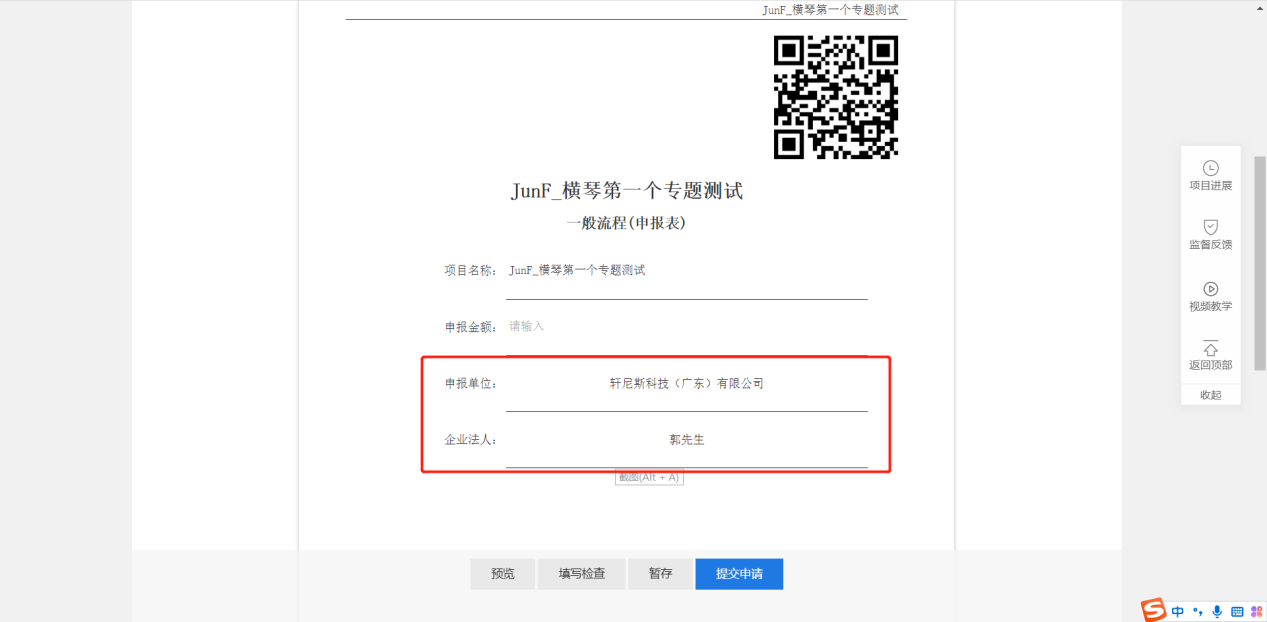 JunF_横琴第一个专题测试
JunF_横琴第一个专题测试
一般流程(申报表)
项目名称： JunF_横琴第一个专题测试
申报金额： 请输入
申报单位： 轩尼斯科技（广东）有限公司
企业法人： 郭先生
截图(Alt + A)
预览 填写检查 暂存 提交申请
项目进展
监督反馈
视频教学
返回顶部
收起
S 中